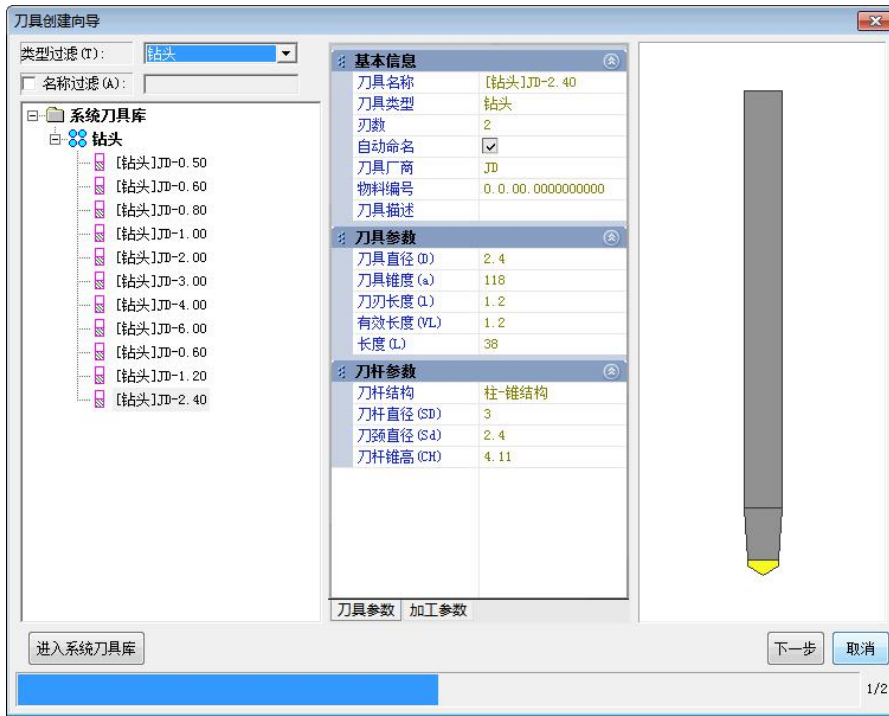 刀具创建向导
类型过滤(T):
钻头
名称过滤(A):
系统刀具库
钻头
[钻头]JD-0.50
[钻头]JD-0.60
[钻头]JD-0.80
[钻头]JD-1.00
[钻头]JD-2.00
[钻头]JD-3.00
[钻头]JD-4.00
[钻头]JD-6.00
[钻头]JD-0.60
[钻头]JD-1.20
[钻头]JD-2.40
基本信息
刀具名称 [钻头]JD-2.40
刀具类型 钻头
刃数 2
自动命名
刀具厂商 JD
物料编号 0.0.00.0000000000
刀具描述
刀具参数
刀具直径(D) 2.4
刀具锥度(a) 118
刀刃长度(l) 1.2
有效长度(VL) 1.2
长度(L) 38
刀杆参数
刀杆结构 柱-锥结构
刀杆直径(SD) 3
刀颈直径(Sd) 2.4
刀杆锥高(CH) 4.11
刀具参数 加工参数
进入系统刀具库
下一步
取消
1/2